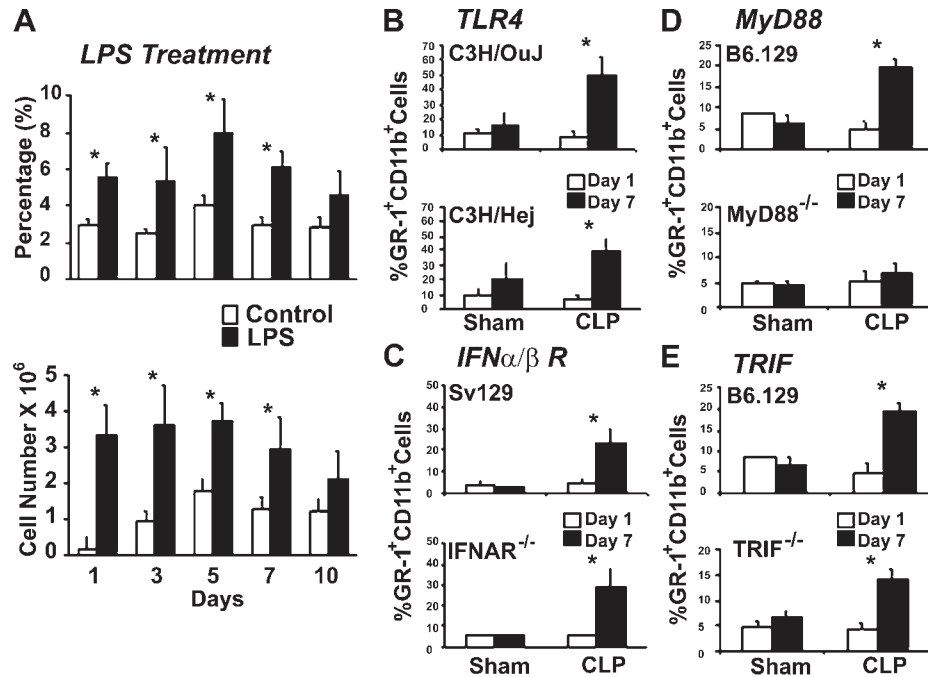 A
LPS Treatment
Percentage (%)
10
8
6
4
2
0
* * * *
Control
LPS
Cell Number X 10⁶
5
4
3
2
1
0
* * * *
1 3 5 7 10
Days
B TLR4
C3H/OuJ
%GR-1⁺CD11b⁺Cells
70
60
50
40
30
20
10
0
*
Day 1
Day 7
C3H/Hej
70
60
50
40
30
20
10
0
*
Sham CLP
C IFNα/β R
Sv129
%GR-1⁺CD11b⁺Cells
50
40
30
20
10
0
*
Day 1
Day 7
IFNAR⁻/⁻
50
40
30
20
10
0
*
Sham CLP
D MyD88
B6.129
%GR-1⁺CD11b⁺Cells
25
20
15
10
5
0
*
Day 1
Day 7
MyD88⁻/⁻
20
15
10
5
0
Sham CLP
E TRIF
B6.129
%GR-1⁺CD11b⁺Cells
25
20
15
10
5
0
*
Day 1
Day 7
TRIF⁻/⁻
20
15
10
5
0
*
Sham CLP